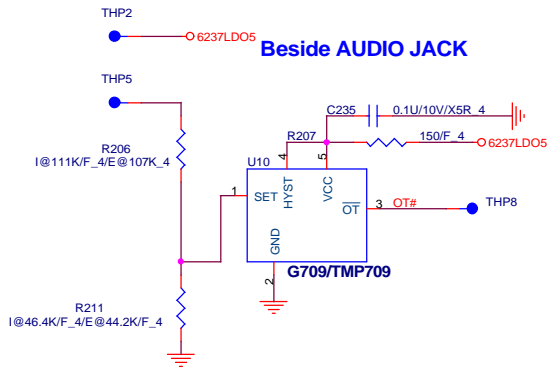 THP2
6237LDO5
Beside AUDIO JACK
THP5
C235
0.1U/10V/X5R_4
R206
I@111K/F_4/E@107K_4
R207
150/F_4
6237LDO5
U10
4
5
1
SET
HYST
VCC
OT
3
OT#
THP8
GND
2
G709/TMP709
R211
I@46.4K/F_4/E@44.2K/F_4